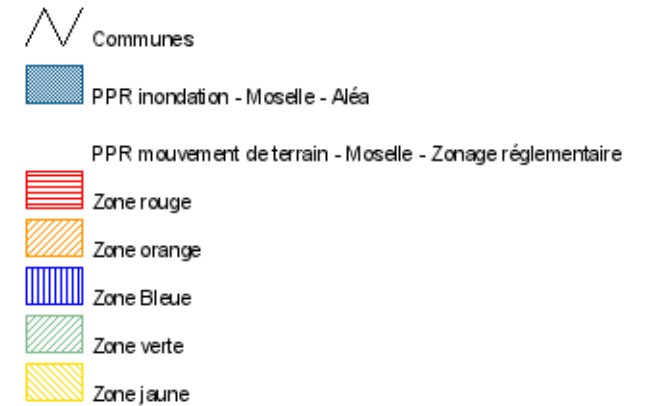 Communes
PPR inondation - Moselle - Aléa
PPR mouvement de terrain - Moselle - Zonage réglementaire
Zone rouge
Zone orange
Zone Bleue
Zone verte
Zone jaune